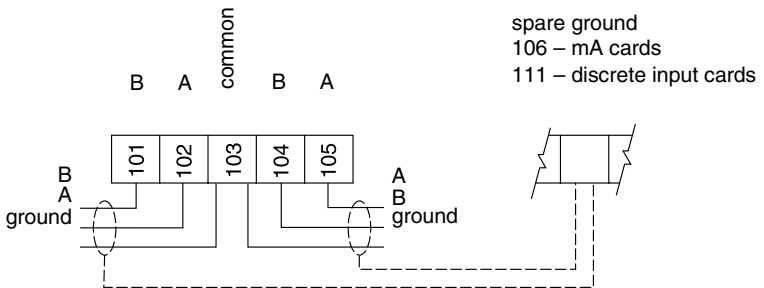 spare ground
106 – mA cards
111 – discrete input cards
B A common B A
101 102 103 104 105
B
A
ground
A
B
ground